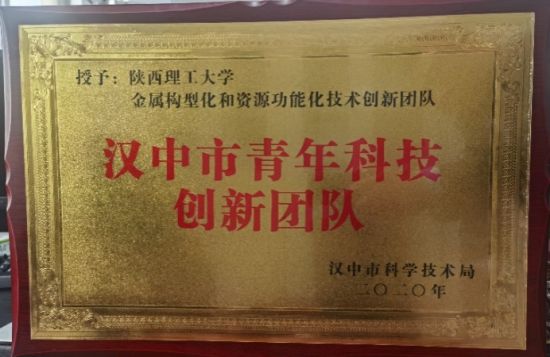 授予：陕西理工大学
金属构型化和资源功能化技术创新团队
汉中市青年科技
创新团队
汉中市科学技术局
二〇二〇年